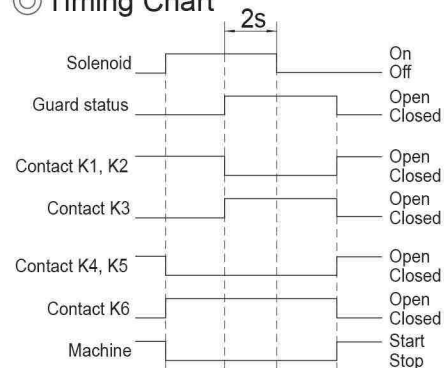 ◎ Timing Chart
2s
Solenoid On
Off
Guard status Open
Closed
Contact K1, K2 Open
Closed
Contact K3 Open
Closed
Contact K4, K5 Open
Closed
Contact K6 Open
Closed
Machine Start
Stop